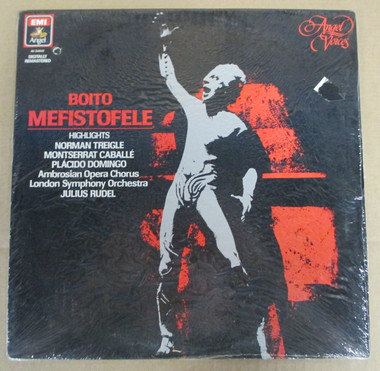 EMI
Angel
DIGITALLY
REMASTERED
Angel
Voices
BOITO
MEFISTOFELE
HIGHLIGHTS
NORMAN TREIGLE
MONTSERRAT CABALLÉ
PLÁCIDO DOMINGO
Ambrosian Opera Chorus
London Symphony Orchestra
JULIUS RUDEL